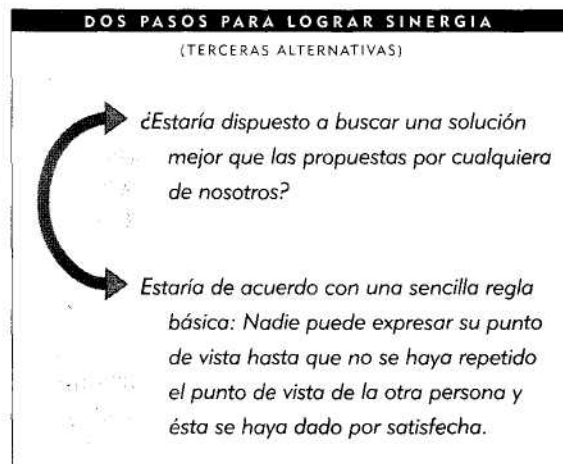 DOS PASOS PARA LOGRAR SINERGIA
(TERCERAS ALTERNATIVAS)
¿Estaría dispuesto a buscar una solución
mejor que las propuestas por cualquiera
de nosotros?
Estaría de acuerdo con una sencilla regla
básica: Nadie puede expresar su punto
de vista hasta que no se haya repetido
el punto de vista de la otra persona y
ésta se haya dado por satisfecha.